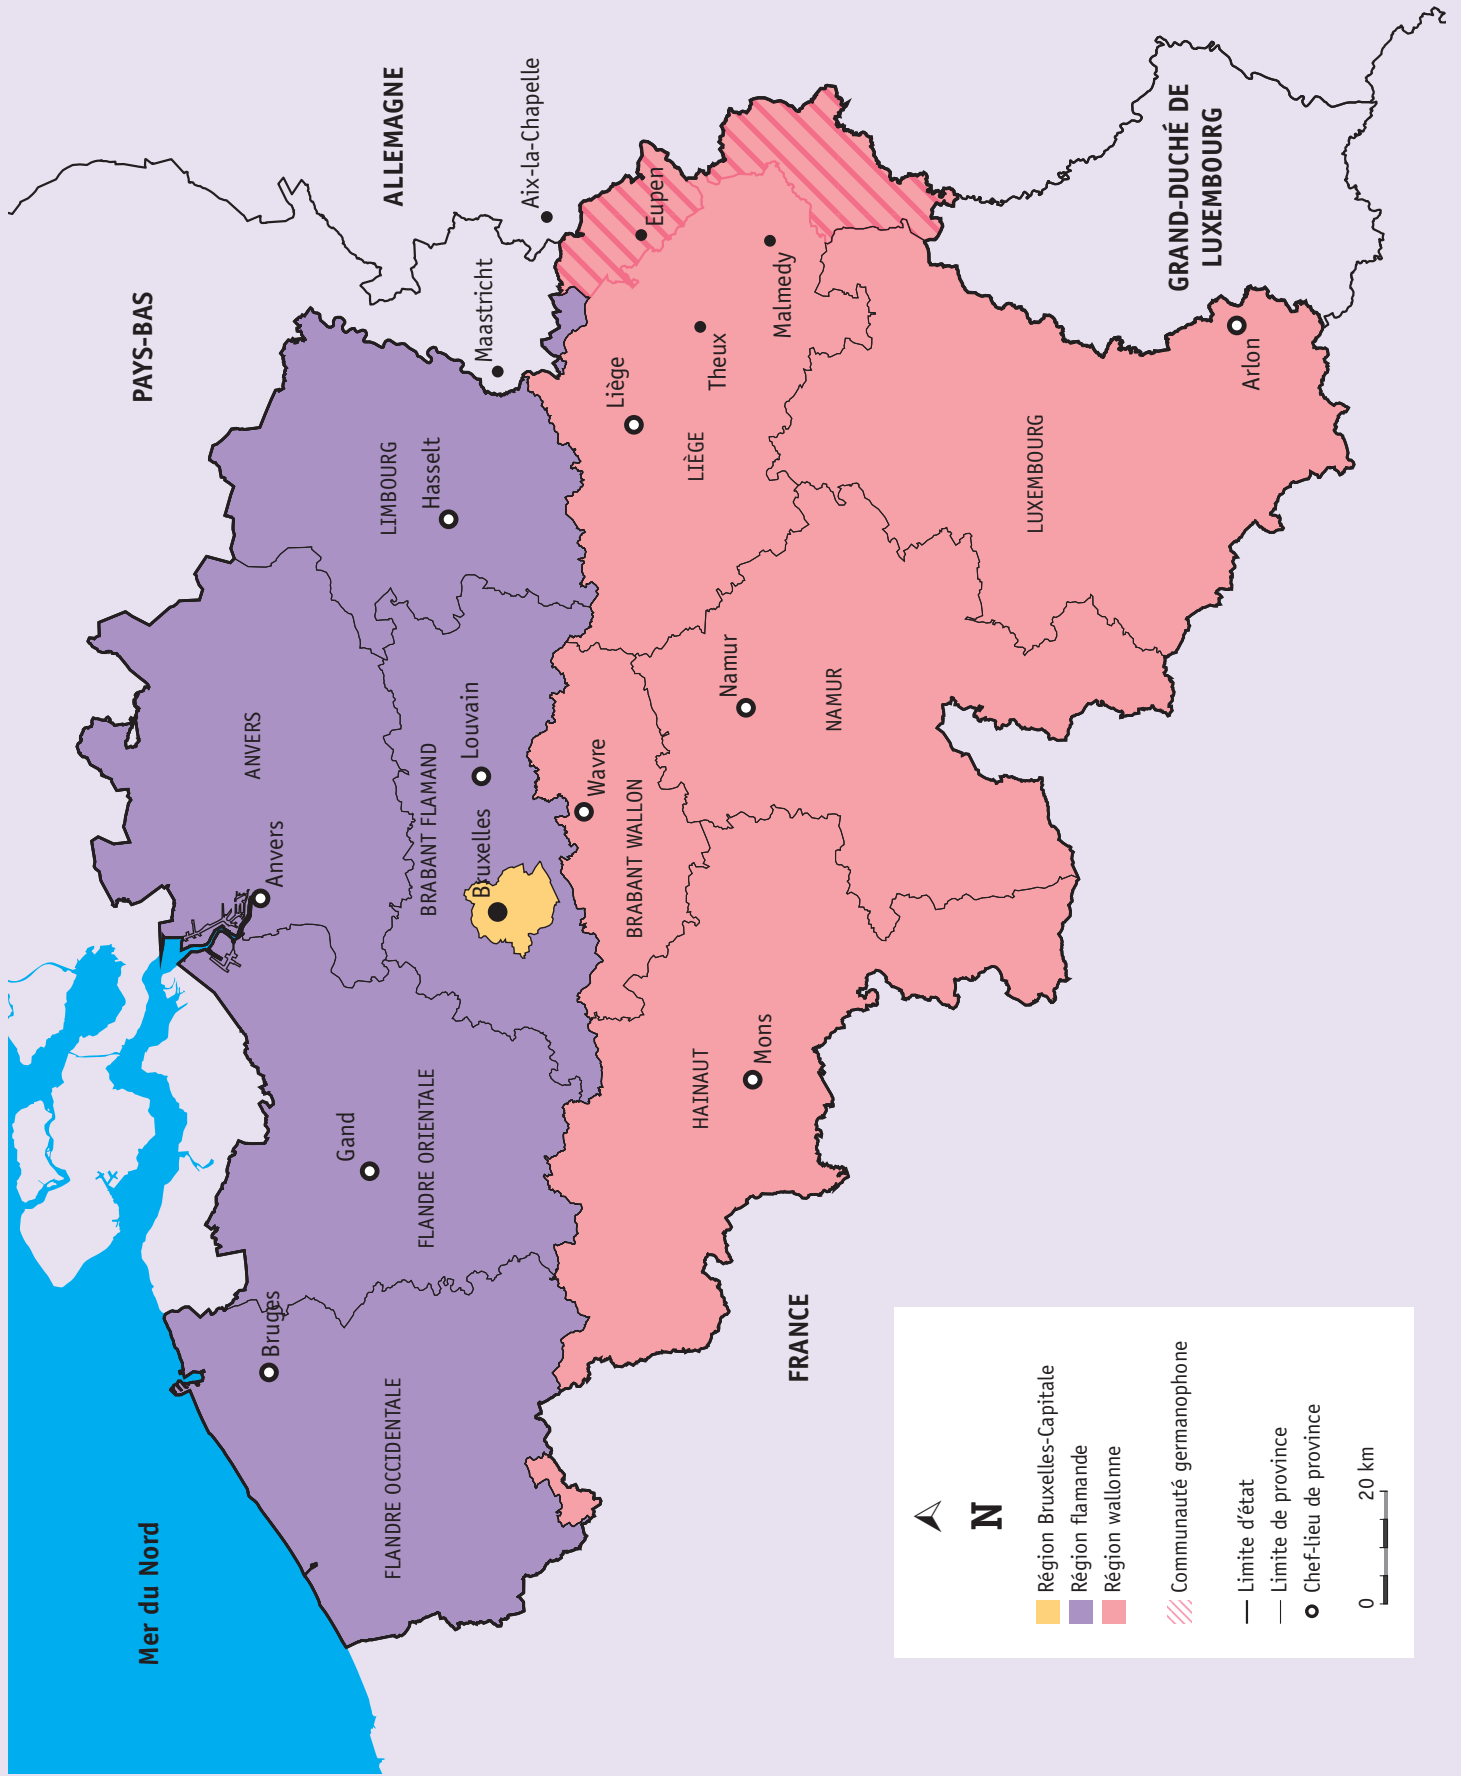 Mer du Nord
PAYS-BAS
ALLEMAGNE
FRANCE
GRAND-DUCHÉ DE
LUXEMBOURG
FLANDRE OCCIDENTALE
Bruges
FLANDRE ORIENTALE
Gand
ANVERS
Anvers
BRABANT FLAMAND
Bruxelles
Louvain
LIMBOURG
Hasselt
Maastricht
Aix-la-Chapelle
BRABANT WALLON
Wavre
HAINAUT
Mons
NAMUR
Namur
LIÈGE
Liège
Theux
Malmedy
Eupen
LUXEMBOURG
Arlon
N
Région Bruxelles-Capitale
Région flamande
Région wallonne
Communauté germanophone
Limite d'état
Limite de province
Chef-lieu de province
0 20 km